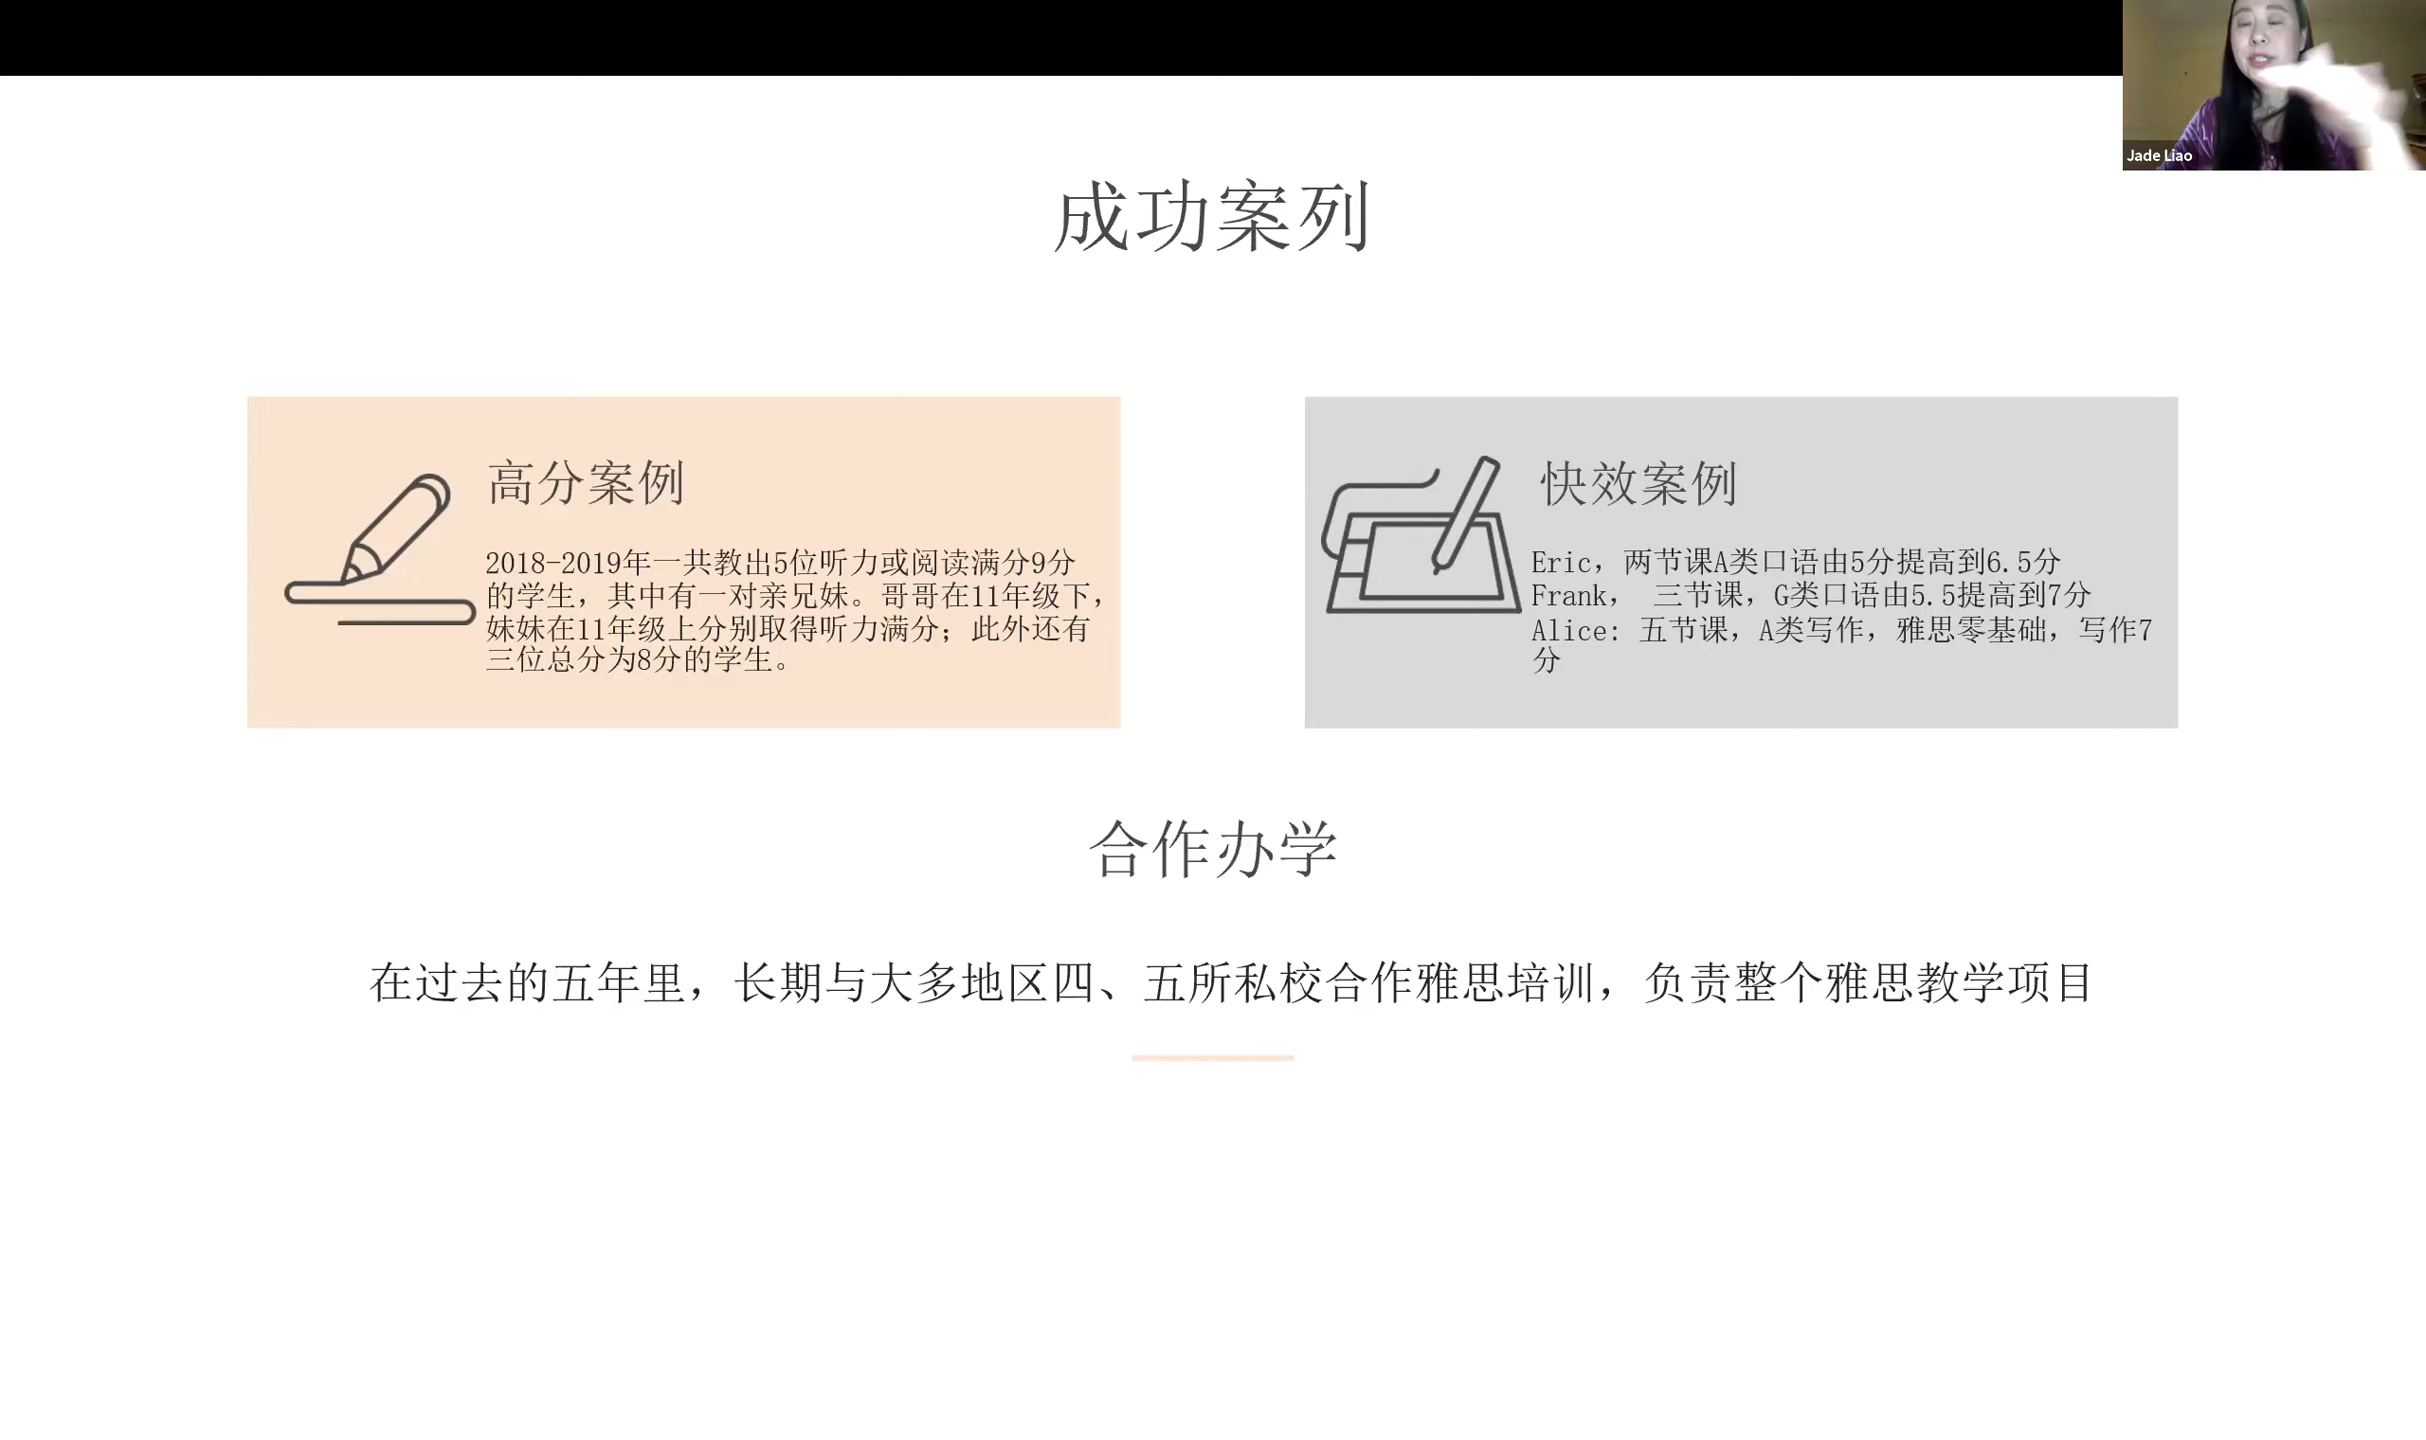 Jade Liao
成功案列
高分案例
2018-2019年一共教出5位听力或阅读满分9分
的学生，其中有一对亲兄妹。哥哥在11年级下，
妹妹在11年级上分别取得听力满分；此外还有
三位总分为8分的学生。
快效案例
Eric，两节课A类口语由5分提高到6.5分
Frank， 三节课，G类口语由5.5提高到7分
Alice: 五节课，A类写作，雅思零基础，写作7
分
合作办学
在过去的五年里，长期与大多地区四、五所私校合作雅思培训，负责整个雅思教学项目